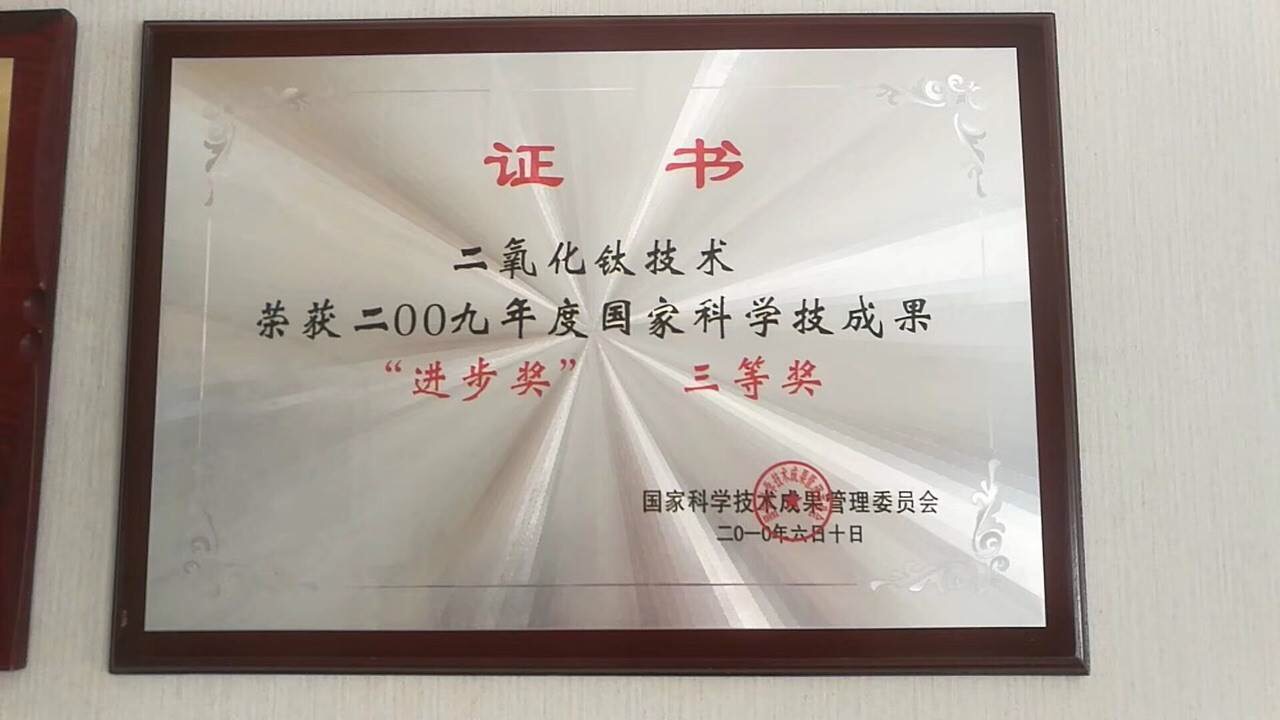 证 书
二氧化钛技术
荣获二00九年度国家科学技成果
“进步奖” 三等奖
国家科学技术成果管理委员会
二0一0年六日十日